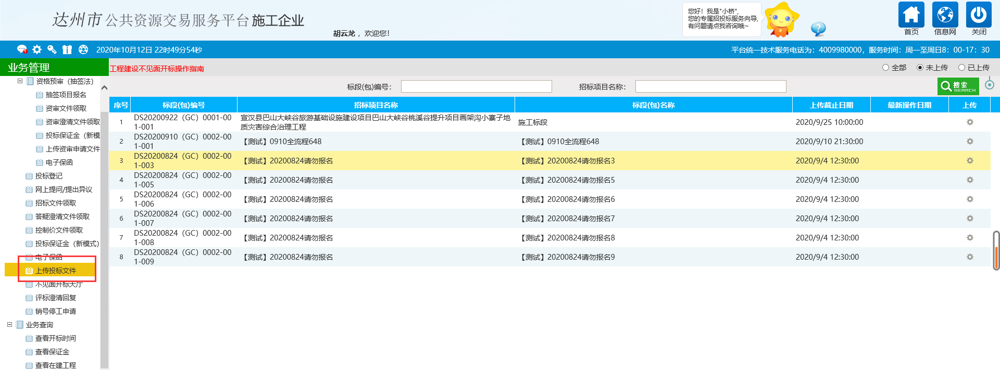 达州市 公共资源交易服务平台 施工企业
胡云龙 ，欢迎您！
您好！我是"小桥",
您的专属招投标服务向导,
有问题请点我咨询哦~
首页
信息网
关闭
2020年10月12日 22时49分54秒
平台统一技术服务电话为：4009980000，服务时间：周一至周日8：00-17：30
业务管理
工程建设不见面开标操作指南
全部 未上传 已上传
标段(包)编号：
招标项目名称：
搜索
SEARCH
资格预审（抽签法）
抽签项目报名
资审文件领取
资审澄清文件领取
投标保证金（新模
上传资审申请文件
电子保函
投标登记
网上提问/提出异议
招标文件领取
答疑澄清文件领取
控制价文件领取
投标保证金（新模式）
电子保函
上传投标文件
不见面开标大厅
评标澄清回复
销号停工申请
业务查询
查看开标时间
查看保证金
查看在建工程
序号 标段(包)编号 招标项目名称 标段(包)名称 上传截止日期 最新操作日期 上传
1 DS20200922（GC）0001-00 宣汉县巴山大峡谷旅游基础设施建设项目巴山大峡谷桃溪谷提升项目画架沟小寨子地 施工标段 2020/9/25 10:00:00
1-001 质灾害综合治理工程
2 DS20200910（GC）0002-00 【测试】0910全流程648 【测试】0910全流程648 2020/9/10 21:30:00
1-001
3 DS20200824（GC）0002-00 【测试】20200824请勿报名 【测试】20200824请勿报名3 2020/9/4 12:30:00
1-003
4 DS20200824（GC）0002-00 【测试】20200824请勿报名 【测试】20200824请勿报名5 2020/9/4 12:30:00
1-005
5 DS20200824（GC）0002-00 【测试】20200824请勿报名 【测试】20200824请勿报名6 2020/9/4 12:30:00
1-006
6 DS20200824（GC）0002-00 【测试】20200824请勿报名 【测试】20200824请勿报名7 2020/9/4 12:30:00
1-007
7 DS20200824（GC）0002-00 【测试】20200824请勿报名 【测试】20200824请勿报名8 2020/9/4 12:30:00
1-008
8 DS20200824（GC）0002-00 【测试】20200824请勿报名 【测试】20200824请勿报名9 2020/9/4 12:30:00
1-009